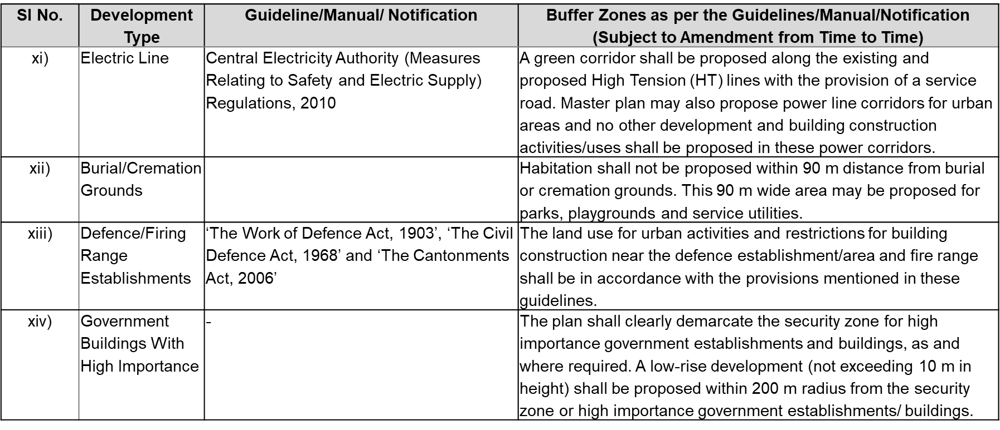 Sl No.
Development
Type
Guideline/Manual/ Notification
Buffer Zones as per the Guidelines/Manual/Notification
(Subject to Amendment from Time to Time)
xi)
Electric Line
Central Electricity Authority (Measures
Relating to Safety and Electric Supply)
Regulations, 2010
A green corridor shall be proposed along the existing and
proposed High Tension (HT) lines with the provision of a service
road. Master plan may also propose power line corridors for urban
areas and no other development and building construction
activities/uses shall be proposed in these power corridors.
xii)
Burial/Cremation
Grounds
Habitation shall not be proposed within 90 m distance from burial
or cremation grounds. This 90 m wide area may be proposed for
parks, playgrounds and service utilities.
xiii)
Defence/Firing
Range
Establishments
‘The Work of Defence Act, 1903’, ‘The Civil
Defence Act, 1968’ and ‘The Cantonments
Act, 2006’
The land use for urban activities and restrictions for building
construction near the defence establishment/area and fire range
shall be in accordance with the provisions mentioned in these
guidelines.
xiv)
Government
Buildings With
High Importance
-
The plan shall clearly demarcate the security zone for high
importance government establishments and buildings, as and
where required. A low-rise development (not exceeding 10 m in
height) shall be proposed within 200 m radius from the security
zone or high importance government establishments/ buildings.